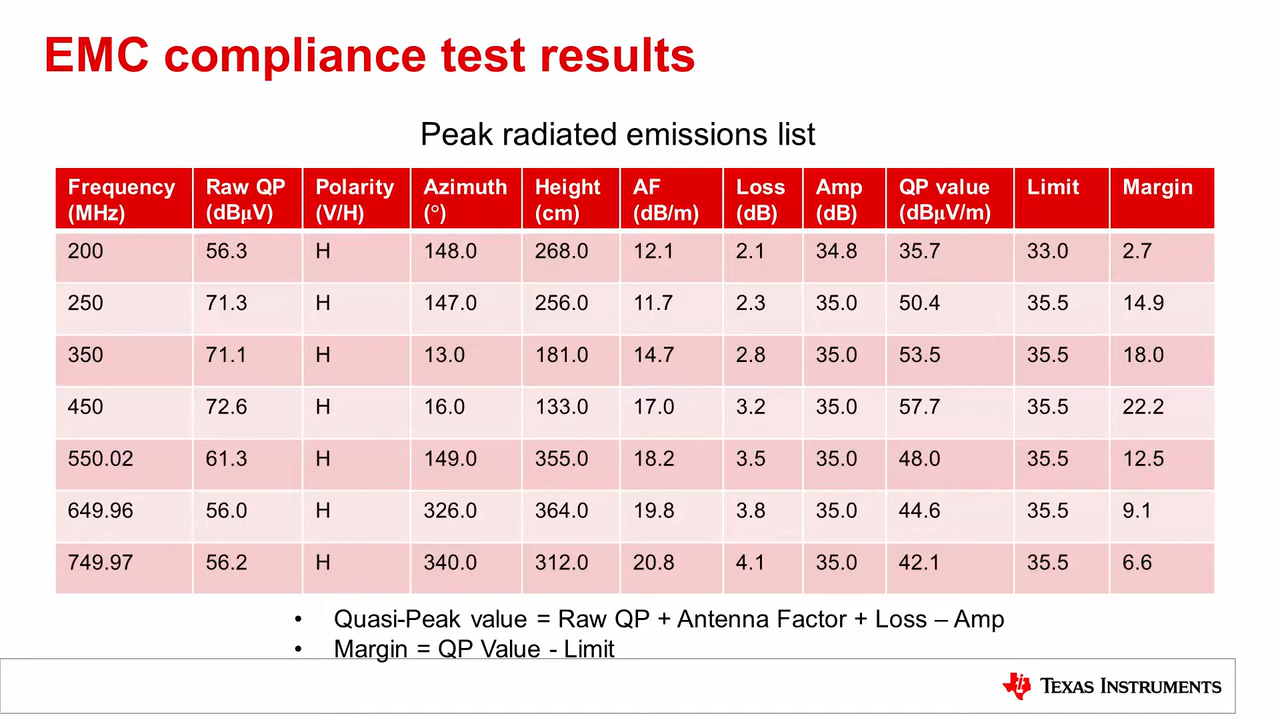 EMC compliance test results
Peak radiated emissions list
Frequency (MHz) Raw QP (dBμV) Polarity (V/H) Azimuth (°) Height (cm) AF (dB/m) Loss (dB) Amp (dB) QP value (dBμV/m) Limit Margin
200 56.3 H 148.0 268.0 12.1 2.1 34.8 35.7 33.0 2.7
250 71.3 H 147.0 256.0 11.7 2.3 35.0 50.4 35.5 14.9
350 71.1 H 13.0 181.0 14.7 2.8 35.0 53.5 35.5 18.0
450 72.6 H 16.0 133.0 17.0 3.2 35.0 57.7 35.5 22.2
550.02 61.3 H 149.0 355.0 18.2 3.5 35.0 48.0 35.5 12.5
649.96 56.0 H 326.0 364.0 19.8 3.8 35.0 44.6 35.5 9.1
749.97 56.2 H 340.0 312.0 20.8 4.1 35.0 42.1 35.5 6.6
• Quasi-Peak value = Raw QP + Antenna Factor + Loss – Amp
• Margin = QP Value - Limit
TEXAS INSTRUMENTS